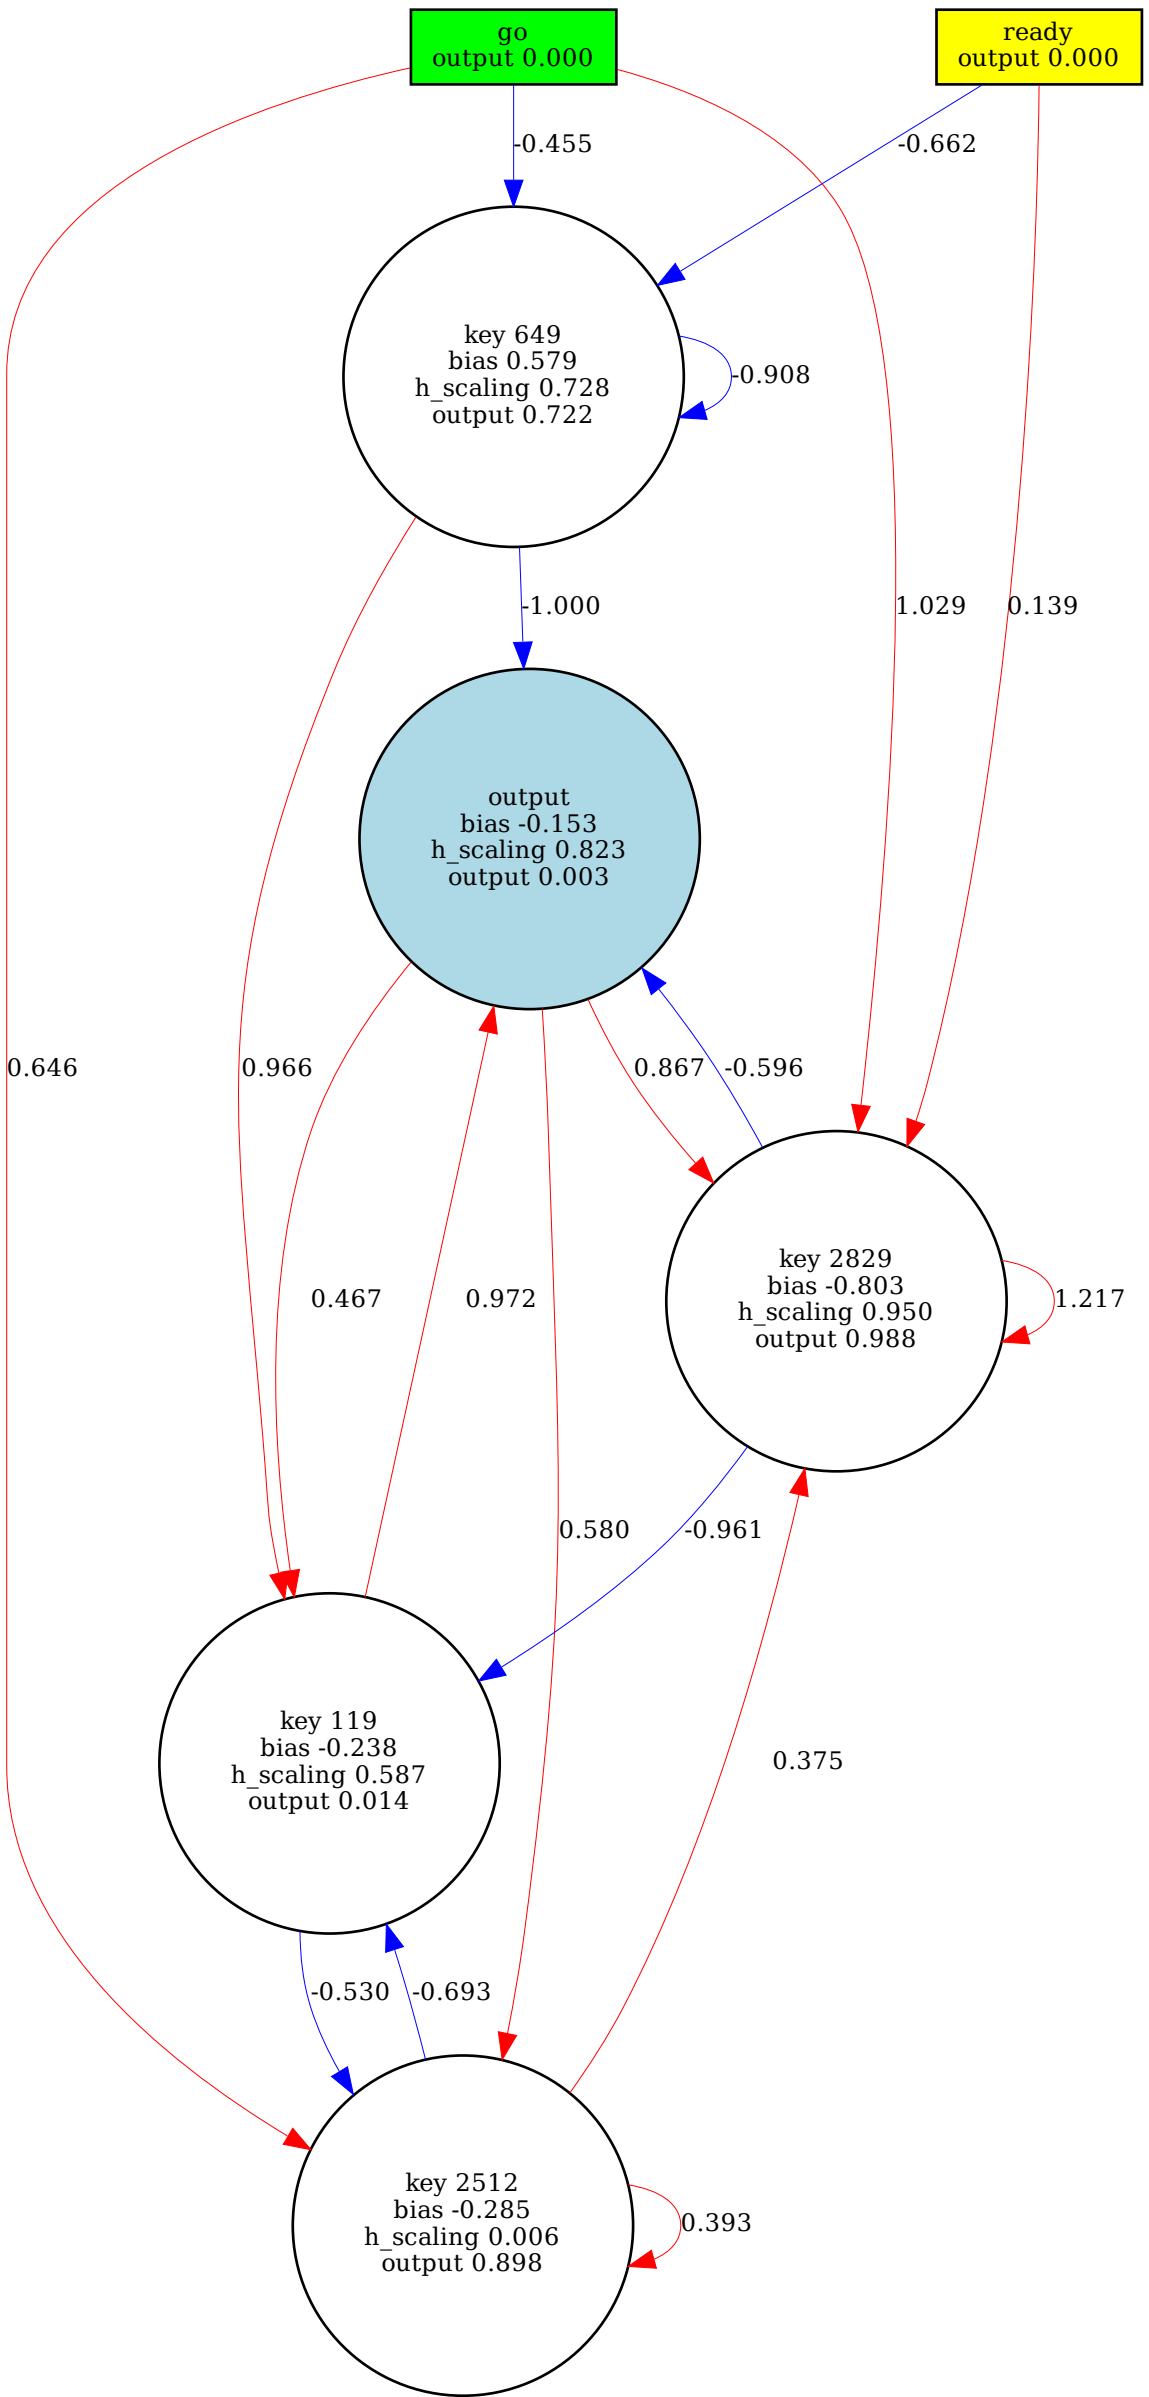 go
output 0.000
ready
output 0.000
-0.455
-0.662
key 649
bias 0.579
h_scaling 0.728
output 0.722
-0.908
-1.000
1.029
0.139
output
bias -0.153
h_scaling 0.823
output 0.003
0.646
0.966
0.867
-0.596
key 2829
bias -0.803
h_scaling 0.950
output 0.988
1.217
0.467
0.972
0.580
-0.961
key 119
bias -0.238
h_scaling 0.587
output 0.014
0.375
-0.530
-0.693
key 2512
bias -0.285
h_scaling 0.006
output 0.898
0.393